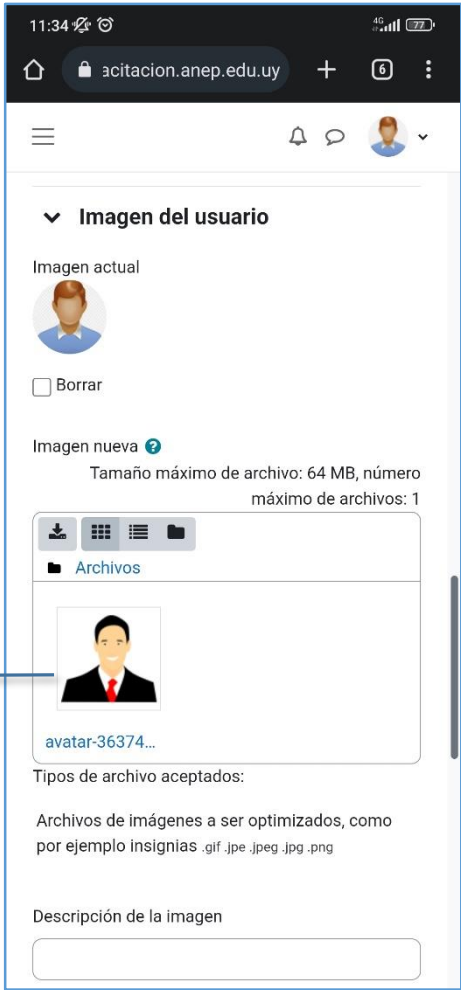 11:34
4G
77
acitacion.anep.edu.uy
6
Imagen del usuario
Imagen actual
Borrar
Imagen nueva ?
Tamaño máximo de archivo: 64 MB, número
máximo de archivos: 1
Archivos
avatar-36374...
Tipos de archivo aceptados:
Archivos de imágenes a ser optimizados, como
por ejemplo insignias .gif .jpe .jpeg .jpg .png
Descripción de la imagen